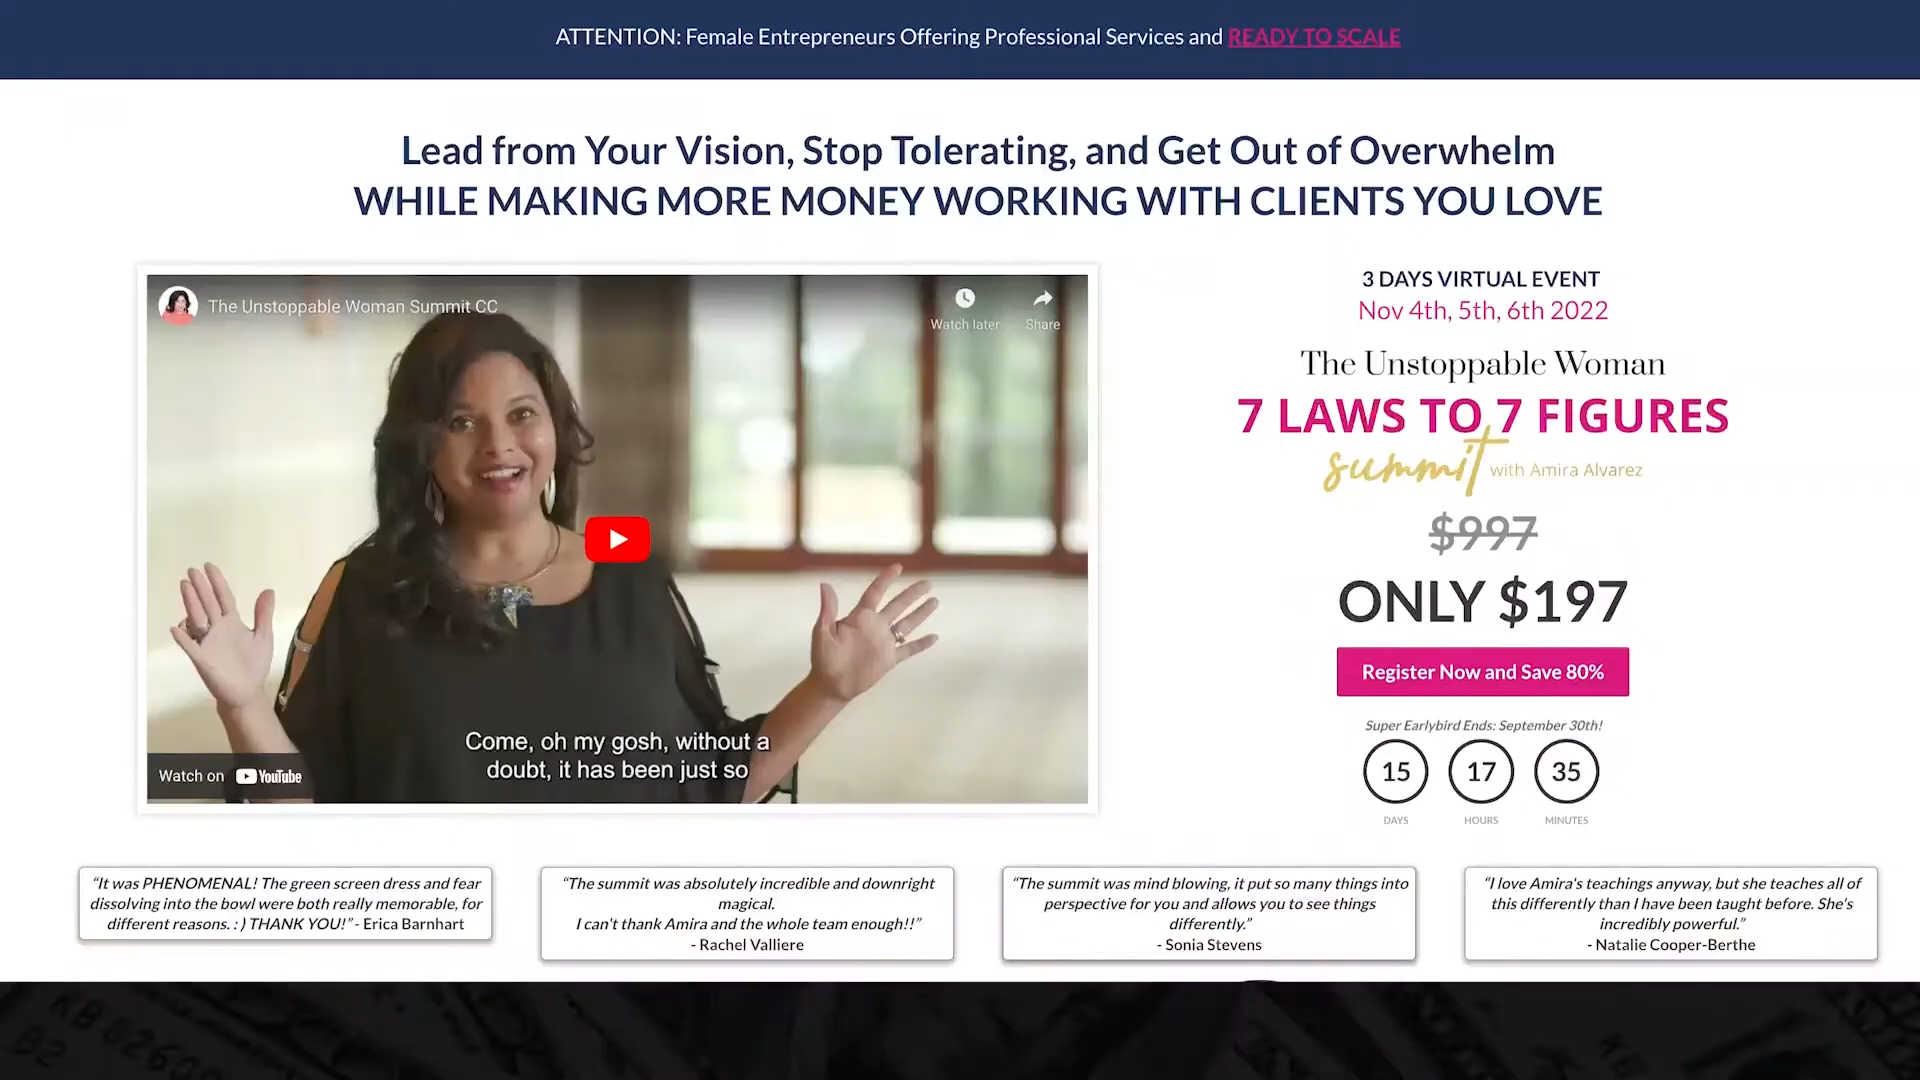 ATTENTION: Female Entrepreneurs Offering Professional Services and READY TO SCALE
Lead from Your Vision, Stop Tolerating, and Get Out of Overwhelm
WHILE MAKING MORE MONEY WORKING WITH CLIENTS YOU LOVE
The Unstoppable Woman Summit CC
Watch later
Share
Come, oh my gosh, without a
doubt, it has been just so
Watch on YouTube
3 DAYS VIRTUAL EVENT
Nov 4th, 5th, 6th 2022
The Unstoppable Woman
7 LAWS TO 7 FIGURES
summit with Amira Alvarez
$997
ONLY $197
Register Now and Save 80%
Super Earlybird Ends: September 30th!
15 17 35
DAYS HOURS MINUTES
“It was PHENOMENAL! The green screen dress and fear
dissolving into the bowl were both really memorable, for
different reasons. : ) THANK YOU!” - Erica Barnhart
“The summit was absolutely incredible and downright
magical.
I can't thank Amira and the whole team enough!!”
- Rachel Valliere
“The summit was mind blowing, it put so many things into
perspective for you and allows you to see things
differently.”
- Sonia Stevens
“I love Amira's teachings anyway, but she teaches all of
this differently than I have been taught before. She's
incredibly powerful.”
- Natalie Cooper-Berthe